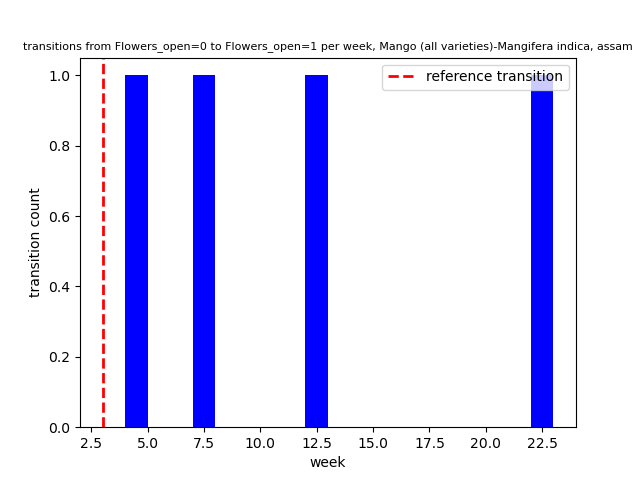 transitions from Flowers_open=0 to Flowers_open=1 per week, Mango (all varieties)-Mangifera indica, assam
reference transition
1.0
0.8
0.6
0.4
0.2
0.0
transition count
2.5 5.0 7.5 10.0 12.5 15.0 17.5 20.0 22.5
week